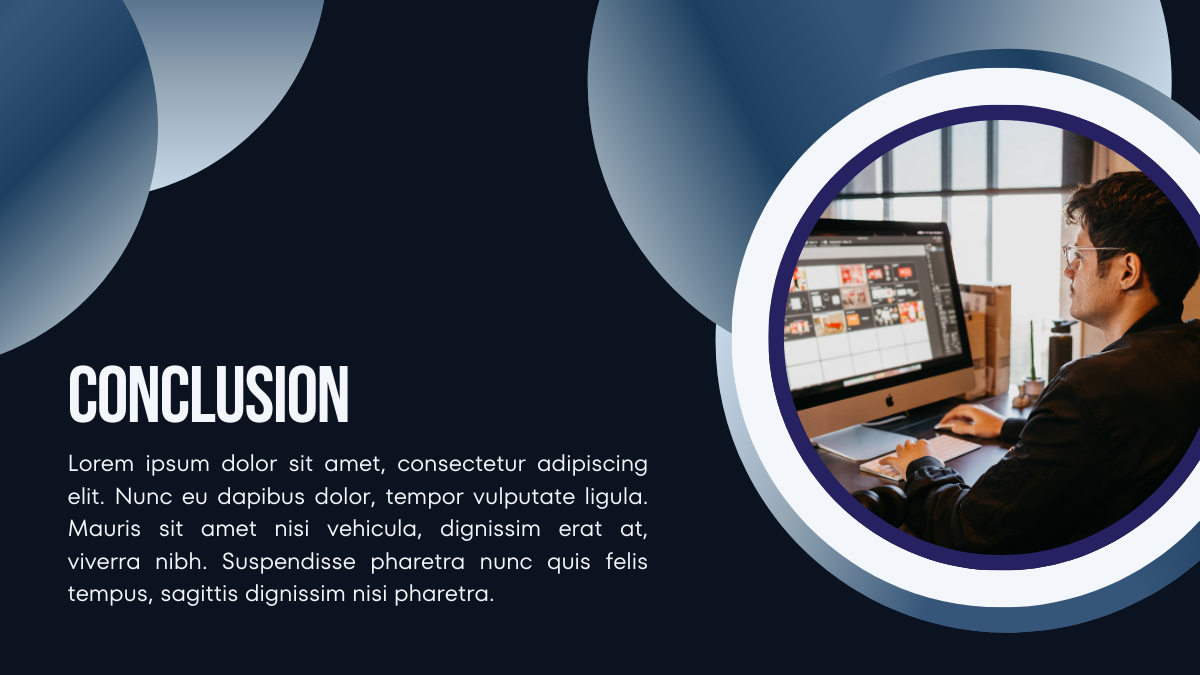 CONCLUSION
Lorem ipsum dolor sit amet, consectetur adipiscing
elit. Nunc eu dapibus dolor, tempor vulputate ligula.
Mauris sit amet nisi vehicula, dignissim erat at,
viverra nibh. Suspendisse pharetra nunc quis felis
tempus, sagittis dignissim nisi pharetra.